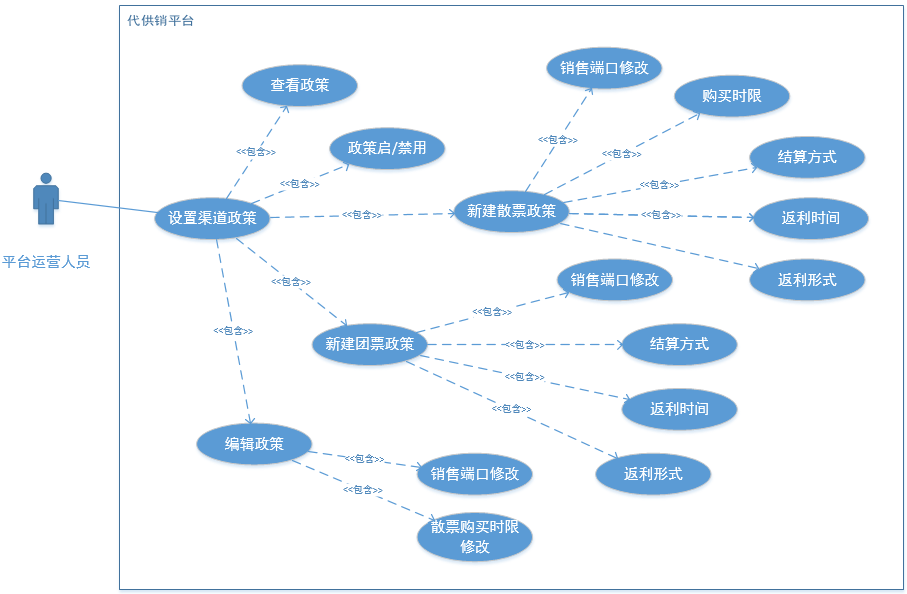 代供销平台
销售端口修改
查看政策
购买时限
<<包含>>
政策启/禁用
<<包含>>
<<包含>>
结算方式
<<包含>>
<<包含>>
设置渠道政策
<<包含>>
新建散票政策
<<包含>>
返利时间
平台运营人员
销售端口修改
返利形式
<<包含>>
<<包含>>
<<包含>>
新建团票政策
<<包含>>
结算方式
<<包含>>
返利时间
<<包含>>
编辑政策
<<包含>>
销售端口修改
返利形式
<<包含>>
散票购买时限
修改